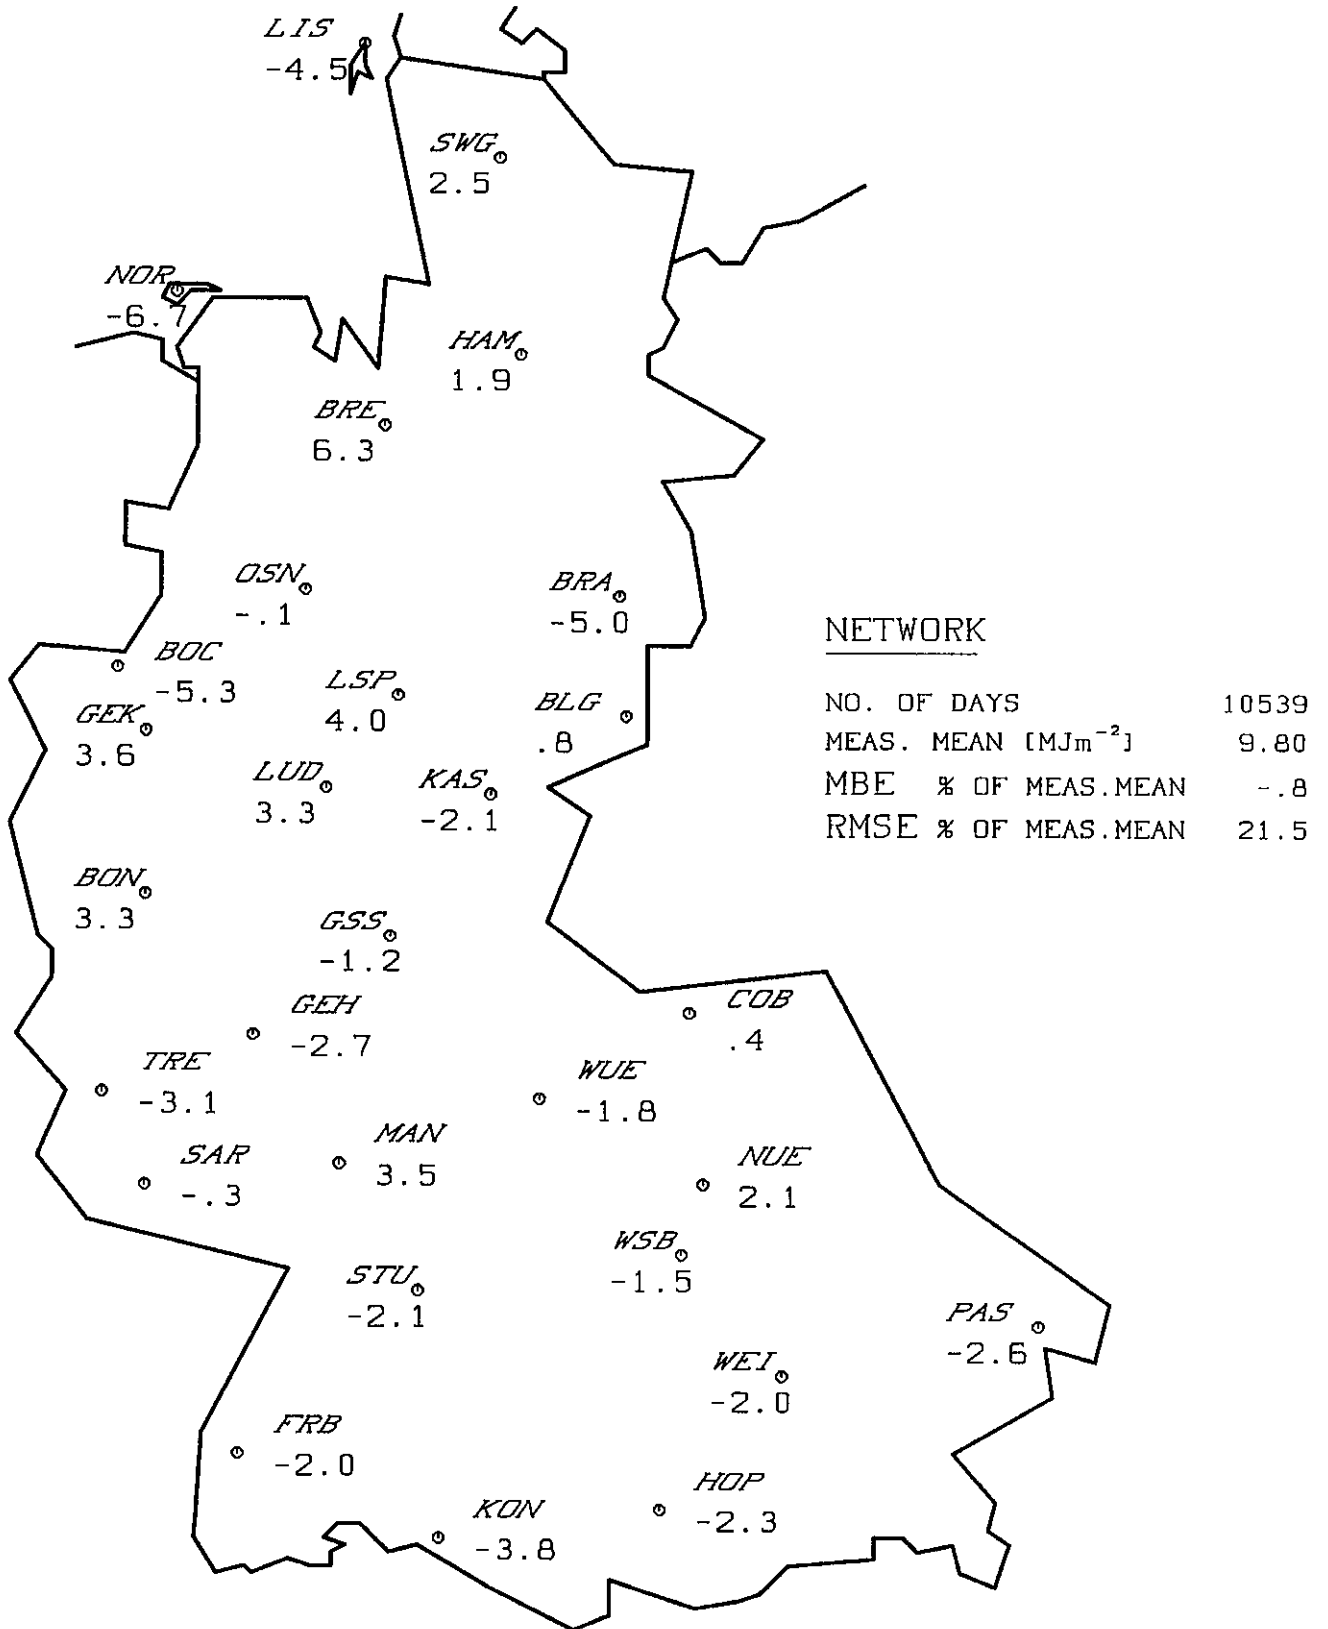 LIS
-4.5
SWG
2.5
NOR
-6.7
HAM
1.9
BRE
6.3
OSN
-.1
BRA
-5.0
BOC
-5.3
LSP
4.0
GEK
3.6
BLG
.8
LUD
3.3
KAS
-2.1
BON
3.3
GSS
-1.2
GEH
-2.7
COB
.4
TRE
-3.1
WUE
-1.8
MAN
3.5
SAR
-.3
NUE
2.1
WSB
-1.5
STU
-2.1
PAS
-2.6
WEI
-2.0
FRB
-2.0
HOP
-2.3
KON
-3.8
NETWORK
NO. OF DAYS 10539
MEAS. MEAN [MJm⁻²] 9.80
MBE % OF MEAS.MEAN -.8
RMSE % OF MEAS.MEAN 21.5